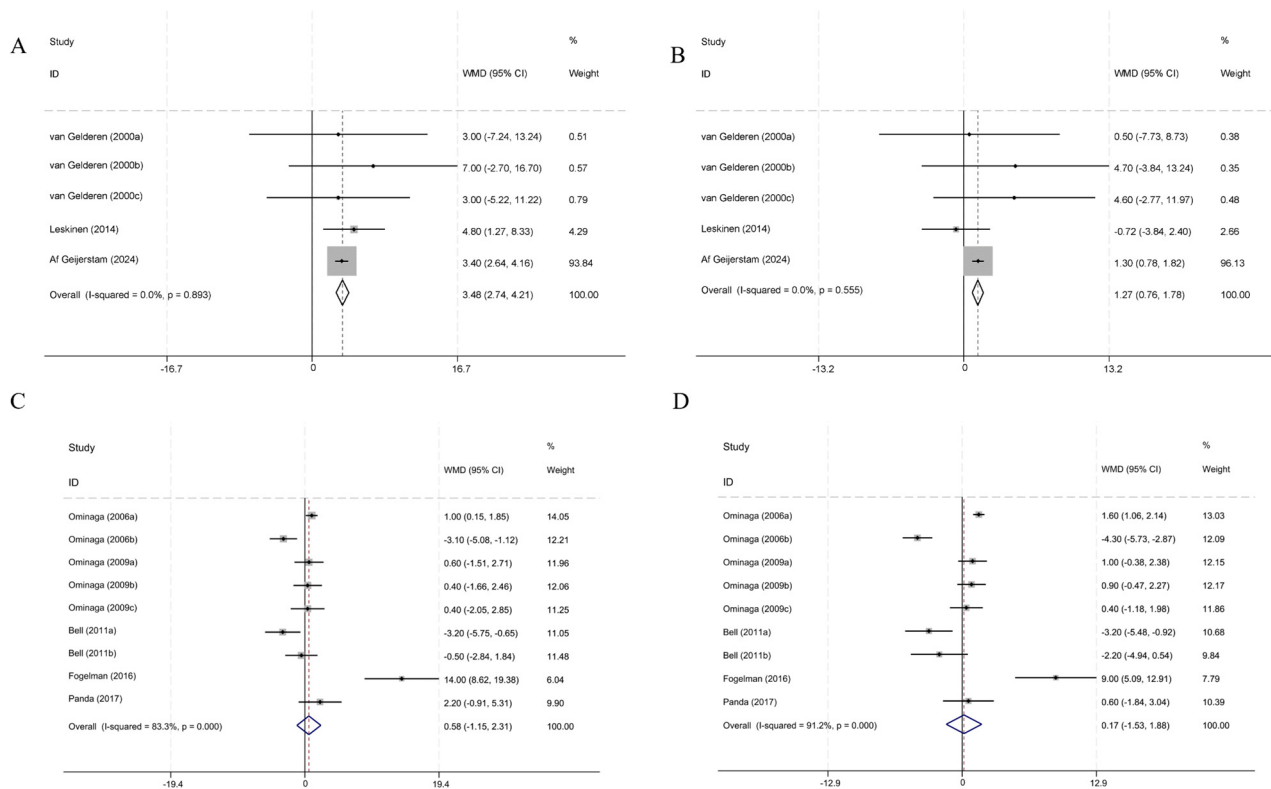 A
Study %
ID WMD (95% CI) Weight
van Gelderen (2000a) 3.00 (-7.24, 13.24) 0.51
van Gelderen (2000b) 7.00 (-2.70, 16.70) 0.57
van Gelderen (2000c) 3.00 (-5.22, 11.22) 0.79
Leskinen (2014) 4.80 (1.27, 8.33) 4.29
Af Geijerstam (2024) 3.40 (2.64, 4.16) 93.84
Overall (I-squared = 0.0%, p = 0.893) 3.48 (2.74, 4.21) 100.00
-16.7 0 16.7
B
Study %
ID WMD (95% CI) Weight
van Gelderen (2000a) 0.50 (-7.73, 8.73) 0.38
van Gelderen (2000b) 4.70 (-3.84, 13.24) 0.35
van Gelderen (2000c) 4.60 (-2.77, 11.97) 0.48
Leskinen (2014) -0.72 (-3.84, 2.40) 2.66
Af Geijerstam (2024) 1.30 (0.78, 1.82) 96.13
Overall (I-squared = 0.0%, p = 0.555) 1.27 (0.76, 1.78) 100.00
-13.2 0 13.2
C
Study %
WMD (95% CI) Weight
ID
Ominaga (2006a) 1.00 (0.15, 1.85) 14.05
Ominaga (2006b) -3.10 (-5.08, -1.12) 12.21
Ominaga (2009a) 0.60 (-1.51, 2.71) 11.96
Ominaga (2009b) 0.40 (-1.66, 2.46) 12.06
Ominaga (2009c) 0.40 (-2.05, 2.85) 11.25
Bell (2011a) -3.20 (-5.75, -0.65) 11.05
Bell (2011b) -0.50 (-2.84, 1.84) 11.48
Fogelman (2016) 14.00 (8.62, 19.38) 6.04
Panda (2017) 2.20 (-0.91, 5.31) 9.90
Overall (I-squared = 83.3%, p = 0.000) 0.58 (-1.15, 2.31) 100.00
-19.4 0 19.4
D
Study %
WMD (95% CI) Weight
ID
Ominaga (2006a) 1.60 (1.06, 2.14) 13.03
Ominaga (2006b) -4.30 (-5.73, -2.87) 12.09
Ominaga (2009a) 1.00 (-0.38, 2.38) 12.15
Ominaga (2009b) 0.90 (-0.47, 2.27) 12.17
Ominaga (2009c) 0.40 (-1.18, 1.98) 11.86
Bell (2011a) -3.20 (-5.48, -0.92) 10.68
Bell (2011b) -2.20 (-4.94, 0.54) 9.84
Fogelman (2016) 9.00 (5.09, 12.91) 7.79
Panda (2017) 0.60 (-1.84, 3.04) 10.39
Overall (I-squared = 91.2%, p = 0.000) 0.17 (-1.53, 1.88) 100.00
-12.9 0 12.9